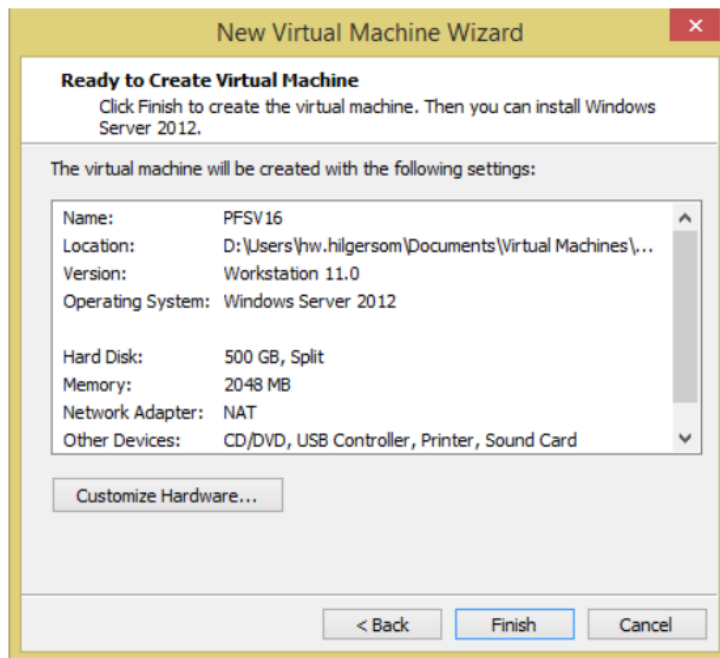 New Virtual Machine Wizard
Ready to Create Virtual Machine
Click Finish to create the virtual machine. Then you can install Windows
Server 2012.
The virtual machine will be created with the following settings:
Name: PFSV16
Location: D:\Users\hw.hilgersom\Documents\Virtual Machines\...
Version: Workstation 11.0
Operating System: Windows Server 2012
Hard Disk: 500 GB, Split
Memory: 2048 MB
Network Adapter: NAT
Other Devices: CD/DVD, USB Controller, Printer, Sound Card
Customize Hardware...
< Back Finish Cancel